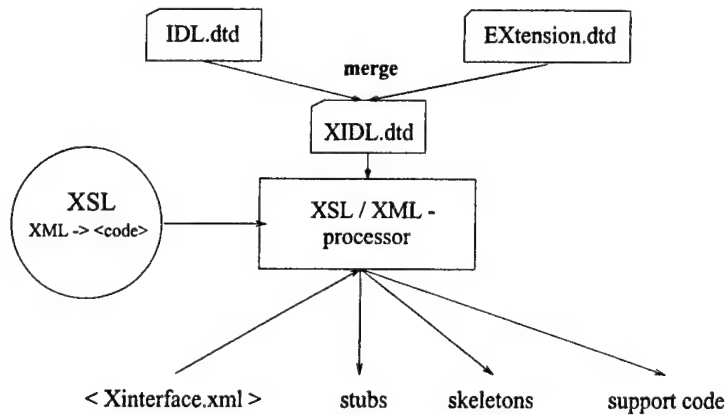 IDL.dtd
EXtension.dtd
merge
XIDL.dtd
XSL
XML -> <code>
XSL / XML -
processor
< Xinterface.xml >
stubs
skeletons
support code